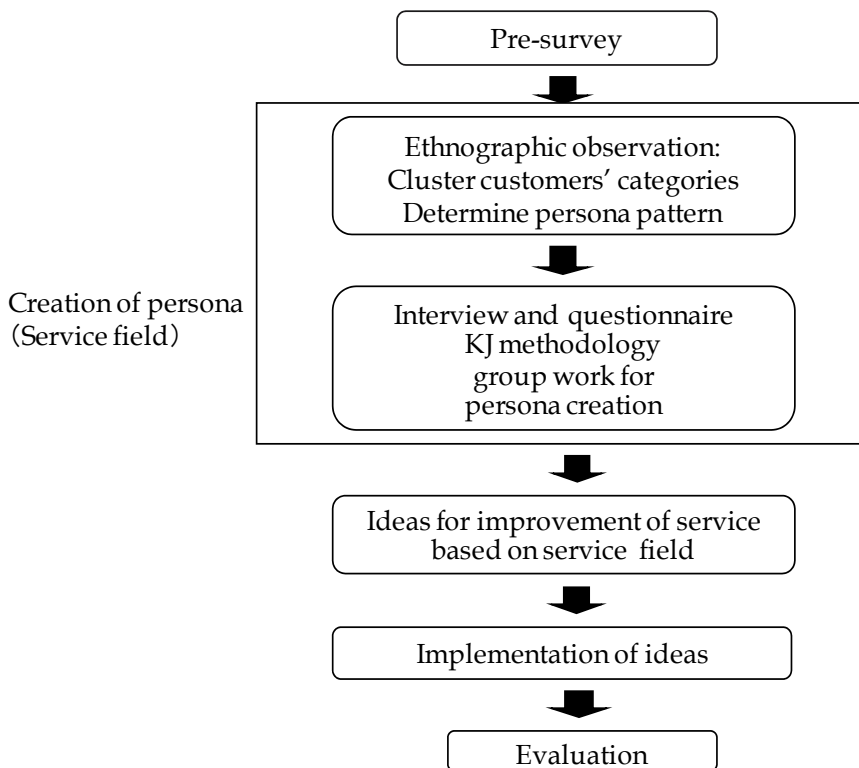 Pre-survey
Ethnographic observation:
Cluster customers’ categories
Determine persona pattern
Creation of persona
（Service field）
Interview and questionnaire
KJ methodology
group work for
persona creation
Ideas for improvement of service
based on service field
Implementation of ideas
Evaluation